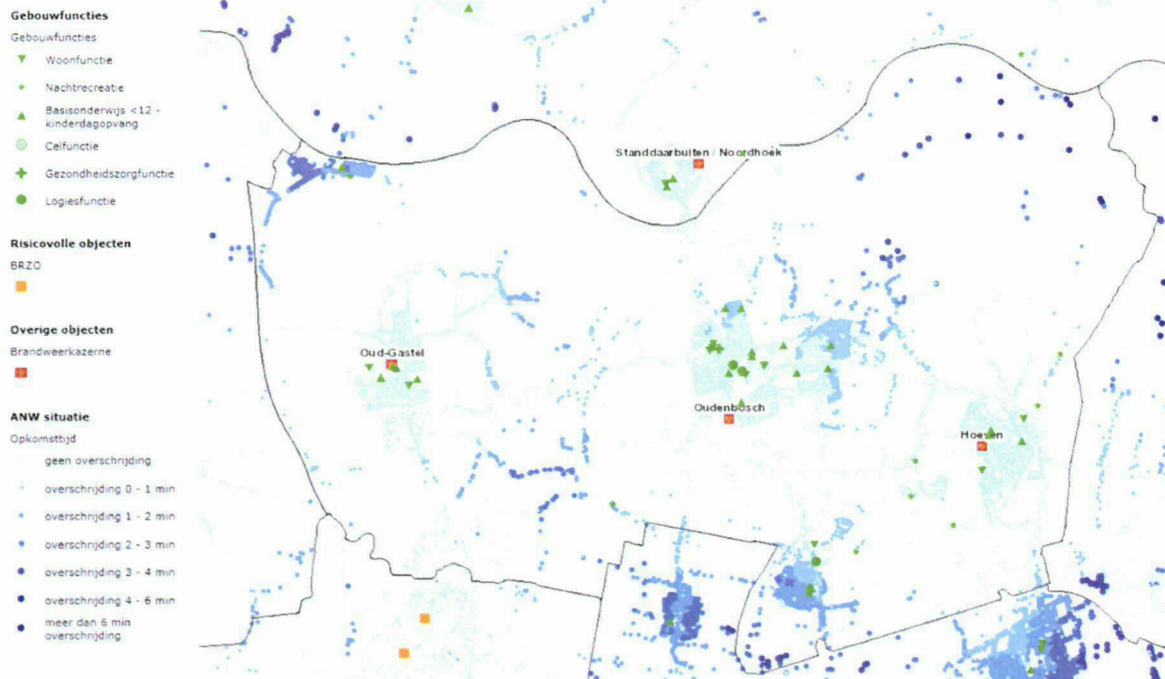 Gebouwfuncties
Gebouwfuncties
Woonfunctie
Nachtrecreatie
Basisonderwijs <12 -
kinderdagopvang
Celfunctie
Gezondheidszorgfunctie
Logiesfunctie
Risicovolle objecten
BRZO
Overige objecten
Brandweerkazerne
ANW situatie
Opkomsttijd
geen overschrijding
overschrijding 0 - 1 min
overschrijding 1 - 2 min
overschrijding 2 - 3 min
overschrijding 3 - 4 min
overschrijding 4 - 6 min
meer dan 6 min
overschrijding
Standdaarbuiten / Noordhoek
Oud-Gastel
Oudenbosch
Hoeven